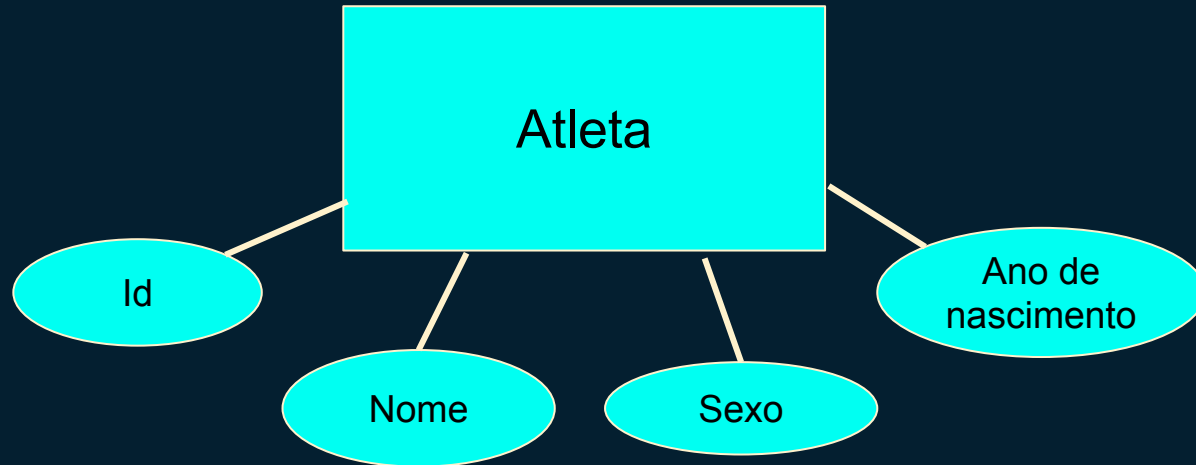 Atleta
Id
Nome
Sexo
Ano de
nascimento